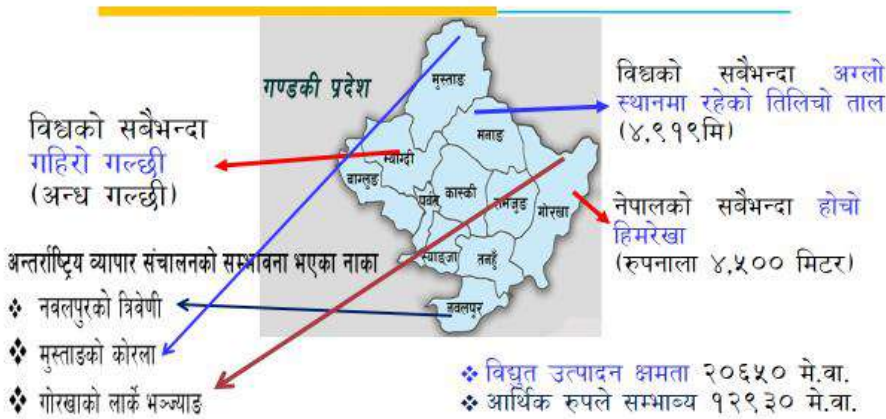 गण्डकी प्रदेश
मुस्ताङ
मनाङ
म्याग्दी
बाग्लुङ
पर्वत
कास्की
लमजुङ
गोरखा
स्याङ्जा
तनहुँ
नवलपुर
विश्वको सबैभन्दा
गहिरो गल्छी
(अन्ध गल्छी)
विश्वको सबैभन्दा अग्लो
स्थानमा रहेको तिलिचो ताल
(४,९१९मि)
नेपालको सबैभन्दा होचो
हिमरेखा
(रुपनाला ४,५०० मिटर)
अन्तर्राष्ट्रिय व्यापार संचालनको सम्भावना भएका नाका
❖ नवलपुरको त्रिवेणी
❖ मुस्ताङको कोरला
❖ गोरखाको लार्के भञ्ज्याङ
❖ विद्युत उत्पादन क्षमता २०६५० मे.वा.
❖ आर्थिक रुपले सम्भाब्य १२९३० मे.वा.